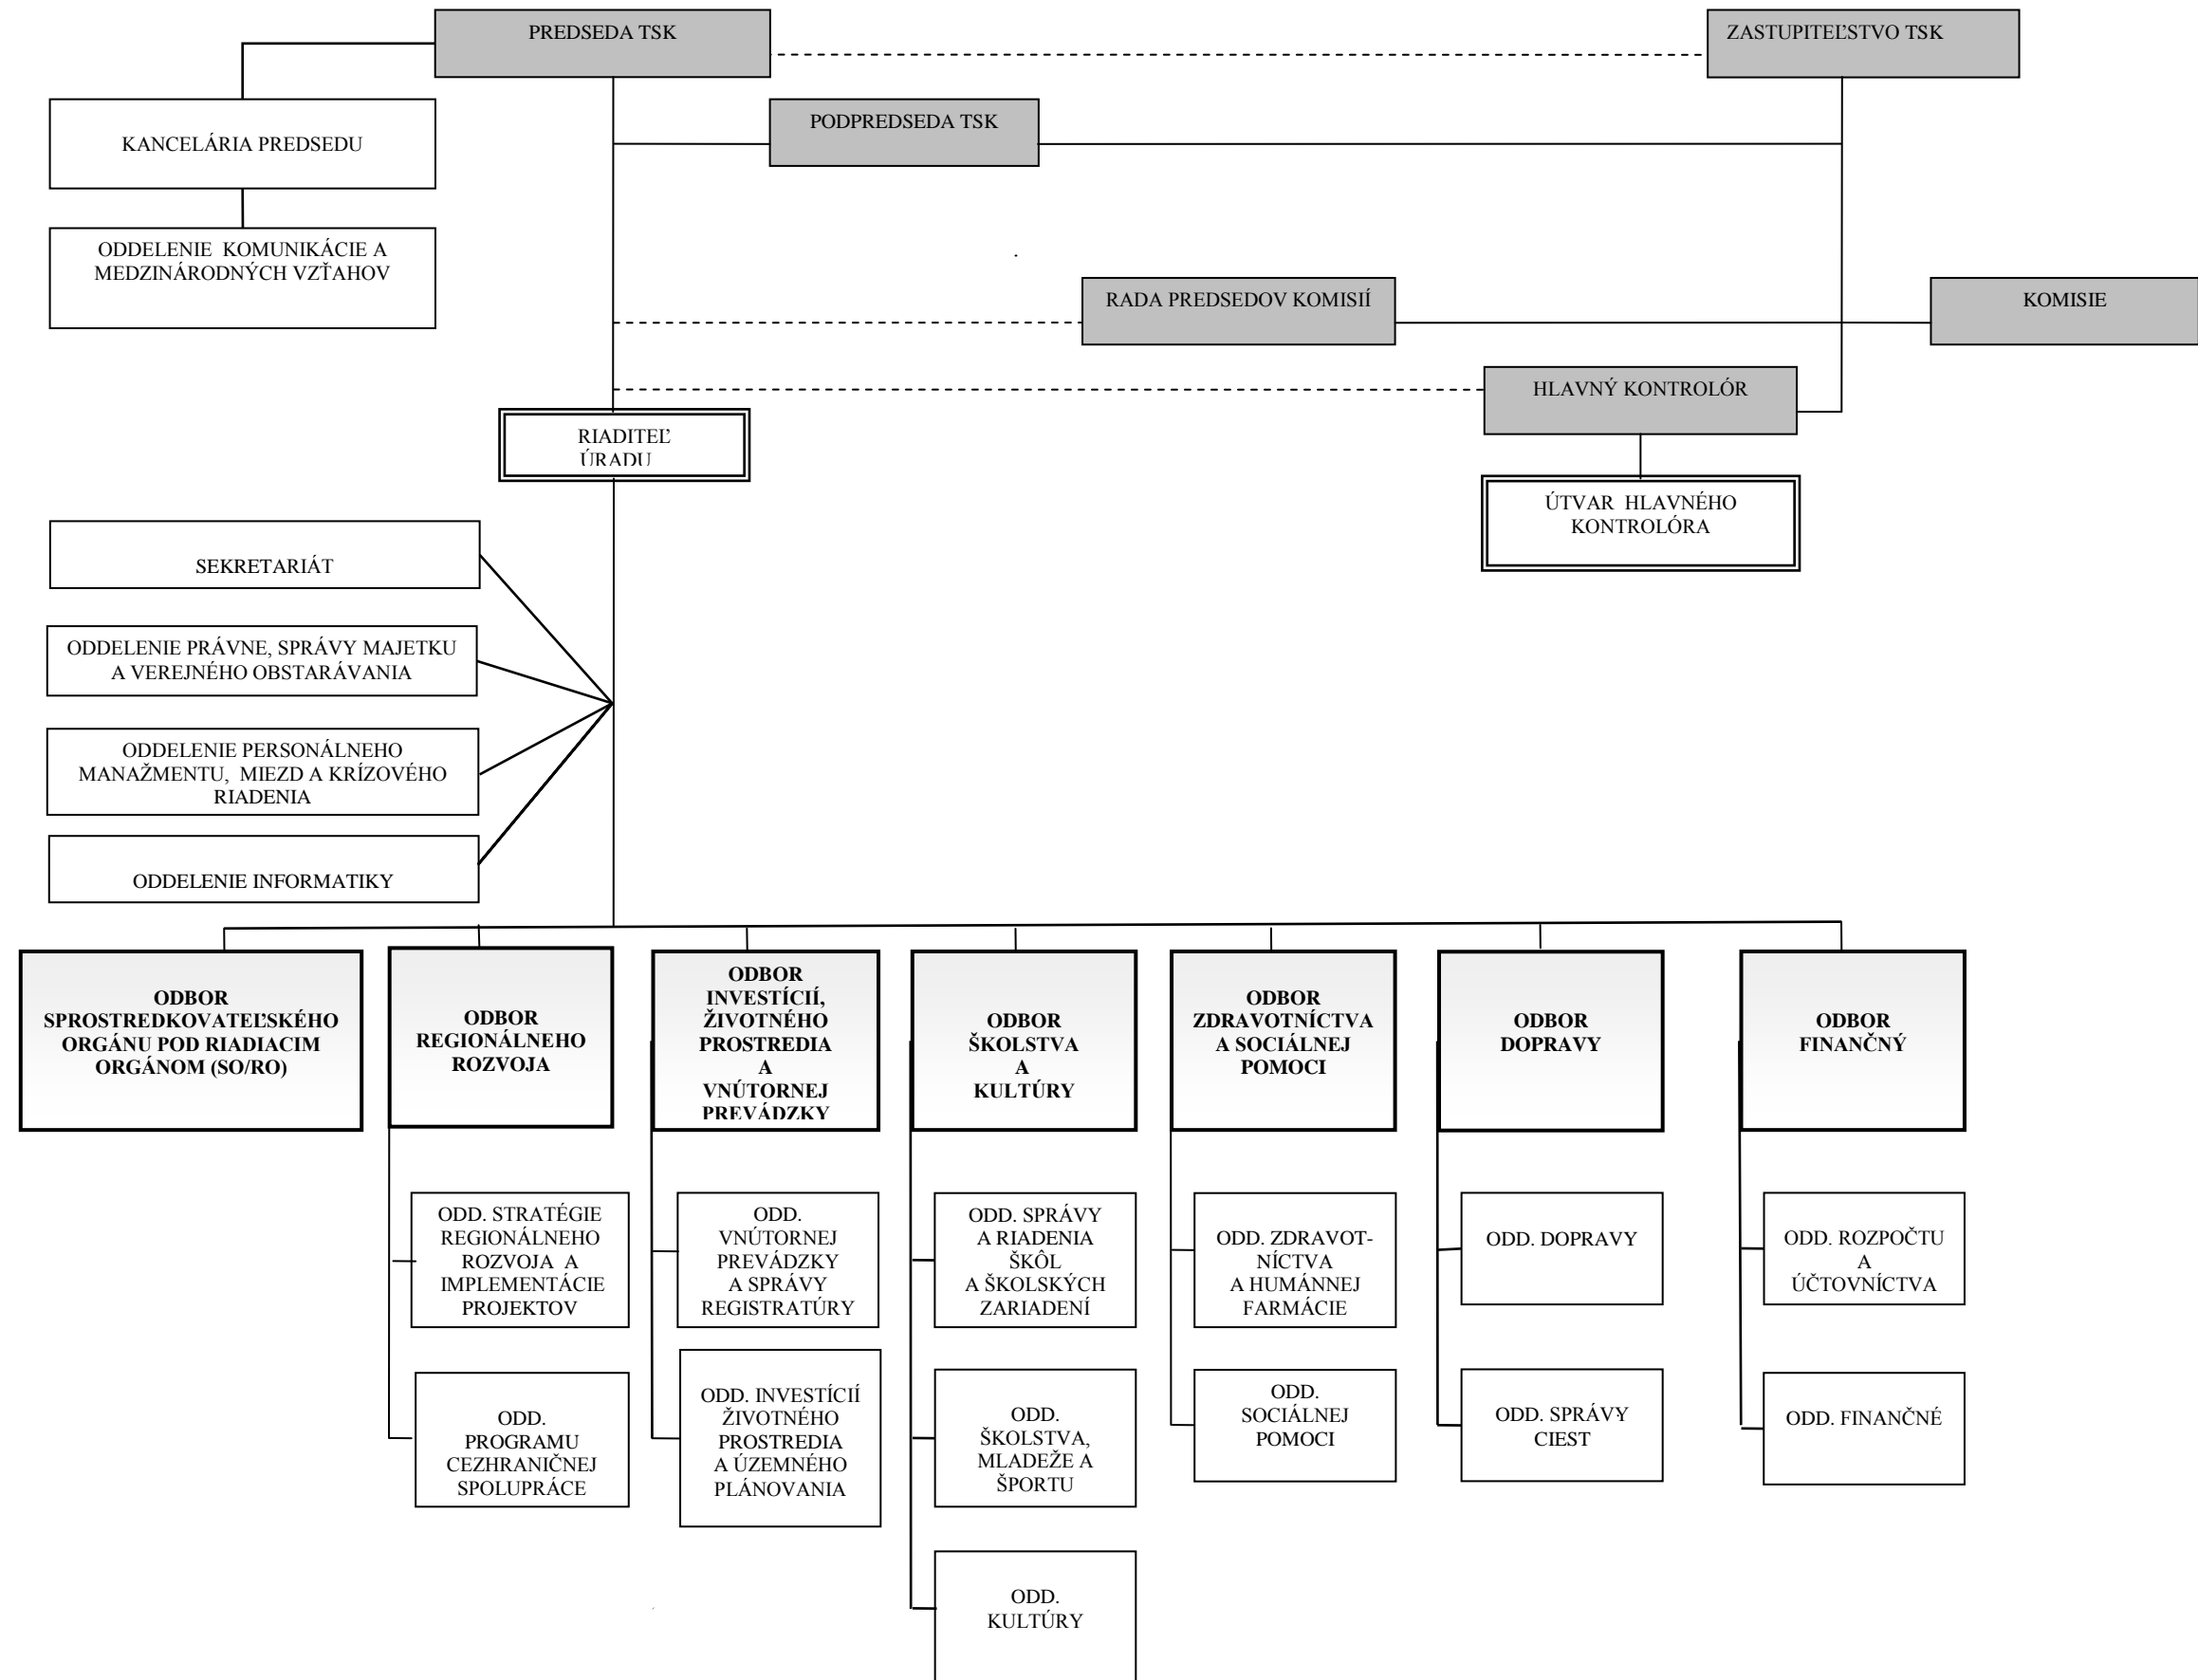 PREDSEDA TSK
ZASTUPITEĽSTVO TSK
PODPREDSEDA TSK
KANCELÁRIA PREDSEDU
ODDELENIE KOMUNIKÁCIE A
MEDZINÁRODNÝCH VZŤAHOV
RADA PREDSEDOV KOMISIÍ
KOMISIE
HLAVNÝ KONTROLÓR
RIADITEĽ
ÚRADU
ÚTVAR HLAVNÉHO
KONTROLÓRA
SEKRETARIÁT
ODDELENIE PRÁVNE, SPRÁVY MAJETKU
A VEREJNÉHO OBSTARÁVANIA
ODDELENIE PERSONÁLNEHO
MANAŽMENTU, MIEZD A KRÍZOVÉHO
RIADENIA
ODDELENIE INFORMATIKY
ODBOR
SPROSTREDKOVATEĽSKÉHO
ORGÁNU POD RIADIACIM
ORGÁNOM (SO/RO)
ODBOR
REGIONÁLNEHO
ROZVOJA
ODBOR
INVESTÍCIÍ,
ŽIVOTNÉHO
PROSTREDIA
A
VNÚTORNEJ
PREVÁDZKY
ODBOR
ŠKOLSTVA
A
KULTÚRY
ODBOR
ZDRAVOTNÍCTVA
A SOCIÁLNEJ
POMOCI
ODBOR
DOPRAVY
ODBOR
FINANČNÝ
ODD. STRATÉGIE
REGIONÁLNEHO
ROZVOJA A
IMPLEMENTÁCIE
PROJEKTOV
ODD.
VNÚTORNEJ
PREVÁDZKY
A SPRÁVY
REGISTRATÚRY
ODD. SPRÁVY
A RIADENIA
ŠKÔL
A ŠKOLSKÝCH
ZARIADENÍ
ODD. ZDRAVOT-
NÍCTVA
A HUMÁNNEJ
FARMÁCIE
ODD. DOPRAVY
ODD. ROZPOČTU
A
ÚČTOVNÍCTVA
ODD.
PROGRAMU
CEZHRANIČNEJ
SPOLUPRÁCE
ODD. INVESTÍCIÍ
ŽIVOTNÉHO
PROSTREDIA
A ÚZEMNÉHO
PLÁNOVANIA
ODD.
ŠKOLSTVA,
MLADEŽE A
ŠPORTU
ODD.
SOCIÁLNEJ
POMOCI
ODD. SPRÁVY
CIEST
ODD. FINANČNÉ
ODD.
KULTÚRY